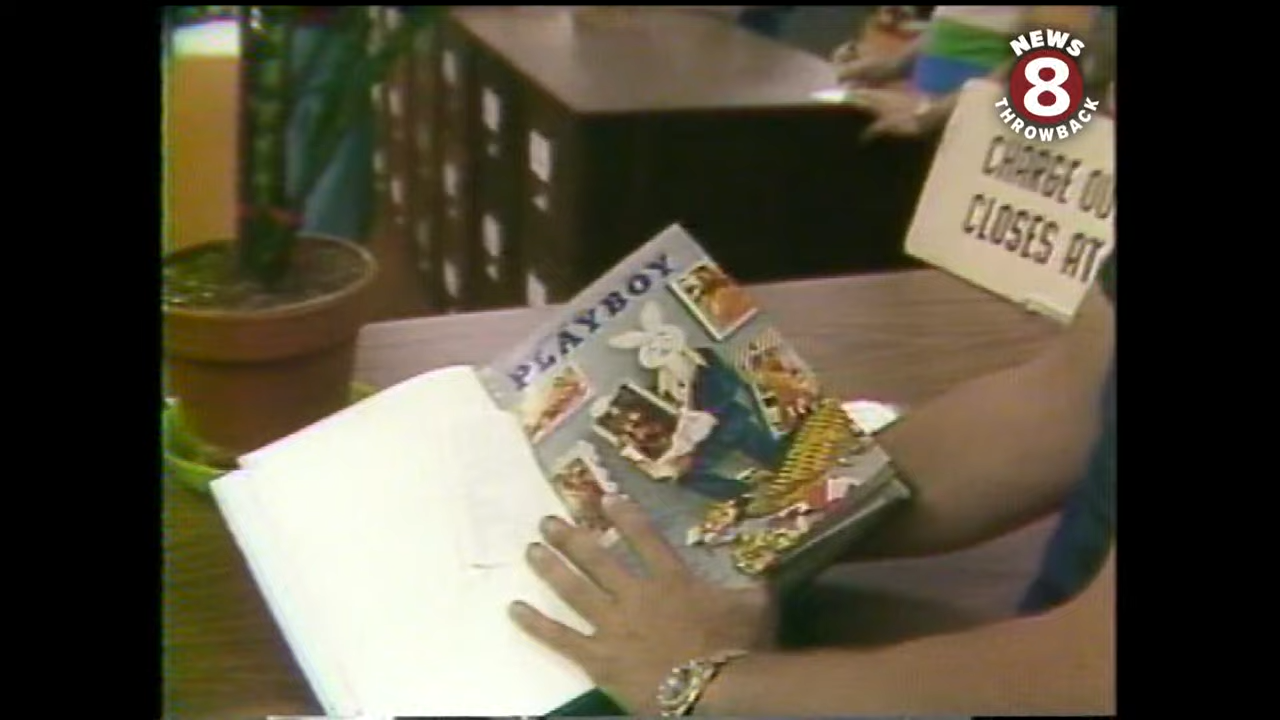 NEWS
8
THROWBACK
CHARGE OU
CLOSES AT
PLAYBOY